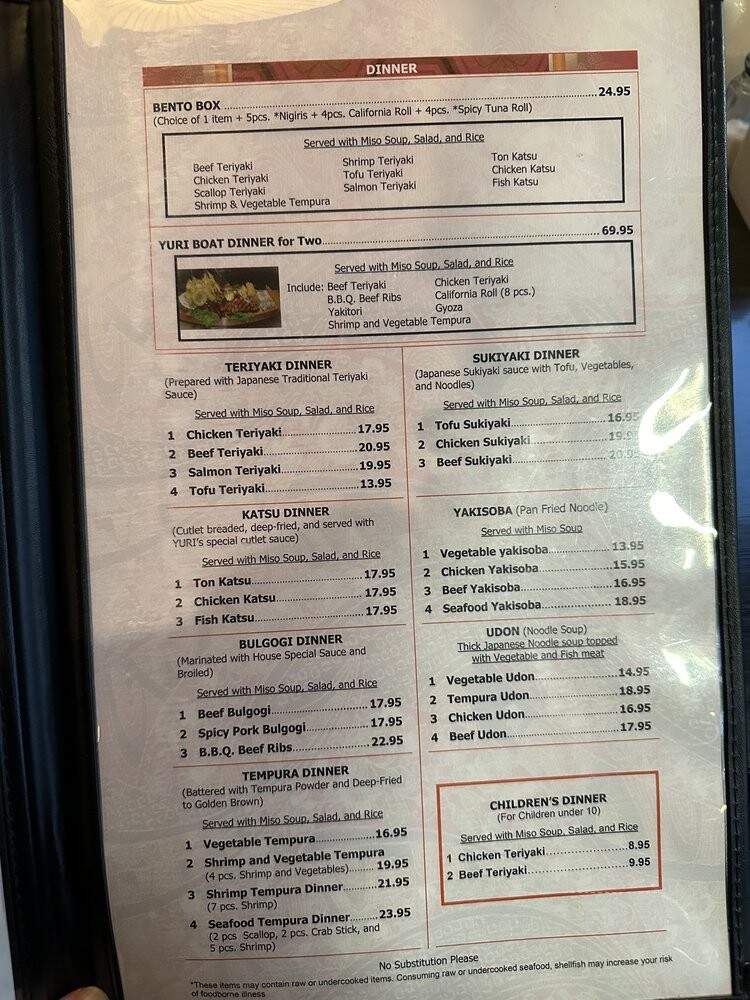 DINNER
BENTO BOX ........ 24.95
(Choice of 1 item + 5pcs. *Nigiris + 4pcs. California Roll + 4pcs. *Spicy Tuna Roll)
Served with Miso Soup, Salad, and Rice
Beef Teriyaki
Chicken Teriyaki
Scallop Teriyaki
Shrimp & Vegetable Tempura
Shrimp Teriyaki
Tofu Teriyaki
Salmon Teriyaki
Ton Katsu
Chicken Katsu
Fish Katsu
YURI BOAT DINNER for Two........ 69.95
Served with Miso Soup, Salad, and Rice
Include: Beef Teriyaki
B.B.Q. Beef Ribs
Yakitori
Shrimp and Vegetable Tempura
Chicken Teriyaki
California Roll (8 pcs.)
Gyoza
TERIYAKI DINNER
(Prepared with Japanese Traditional Teriyaki
Sauce)
Served with Miso Soup, Salad, and Rice
1 Chicken Teriyaki........17.95
2 Beef Teriyaki........20.95
3 Salmon Teriyaki........19.95
4 Tofu Teriyaki........13.95
KATSU DINNER
(Cutlet breaded, deep-fried, and served with
YURI's special cutlet sauce)
Served with Miso Soup, Salad, and Rice
1 Ton Katsu........17.95
2 Chicken Katsu........17.95
3 Fish Katsu........17.95
BULGOGI DINNER
(Marinated with House Special Sauce and
Broiled)
Served with Miso Soup, Salad, and Rice
1 Beef Bulgogi........17.95
2 Spicy Pork Bulgogi........17.95
3 B.B.Q. Beef Ribs........22.95
TEMPURA DINNER
(Battered with Tempura Powder and Deep-Fried
to Golden Brown)
Served with Miso Soup, Salad, and Rice
1 Vegetable Tempura........16.95
2 Shrimp and Vegetable Tempura
(4 pcs. Shrimp and Vegetables)........19.95
3 Shrimp Tempura Dinner........21.95
(7 pcs. Shrimp)
4 Seafood Tempura Dinner........23.95
(2 pcs Scallop, 2 pcs. Crab Stick, and
5 pcs. Shrimp)
SUKIYAKI DINNER
(Japanese Sukiyaki sauce with Tofu, Vegetables,
and Noodles)
Served with Miso Soup, Salad, and Rice
1 Tofu Sukiyaki........16.95
2 Chicken Sukiyaki........19.95
3 Beef Sukiyaki........20.95
YAKISOBA (Pan Fried Noodle)
Served with Miso Soup
1 Vegetable yakisoba........13.95
2 Chicken Yakisoba........15.95
3 Beef Yakisoba........16.95
4 Seafood Yakisoba........18.95
UDON (Noodle Soup)
Thick Japanese Noodle soup topped
with Vegetable and Fish meat
1 Vegetable Udon........14.95
2 Tempura Udon........18.95
3 Chicken Udon........16.95
4 Beef Udon........17.95
CHILDREN'S DINNER
(For Children under 10)
Served with Miso Soup, Salad, and Rice
1 Chicken Teriyaki........8.95
2 Beef Teriyaki........9.95
No Substitution Please
*These items may contain raw or undercooked items. Consuming raw or undercooked seafood, shellfish may increase your risk
of foodborne illness